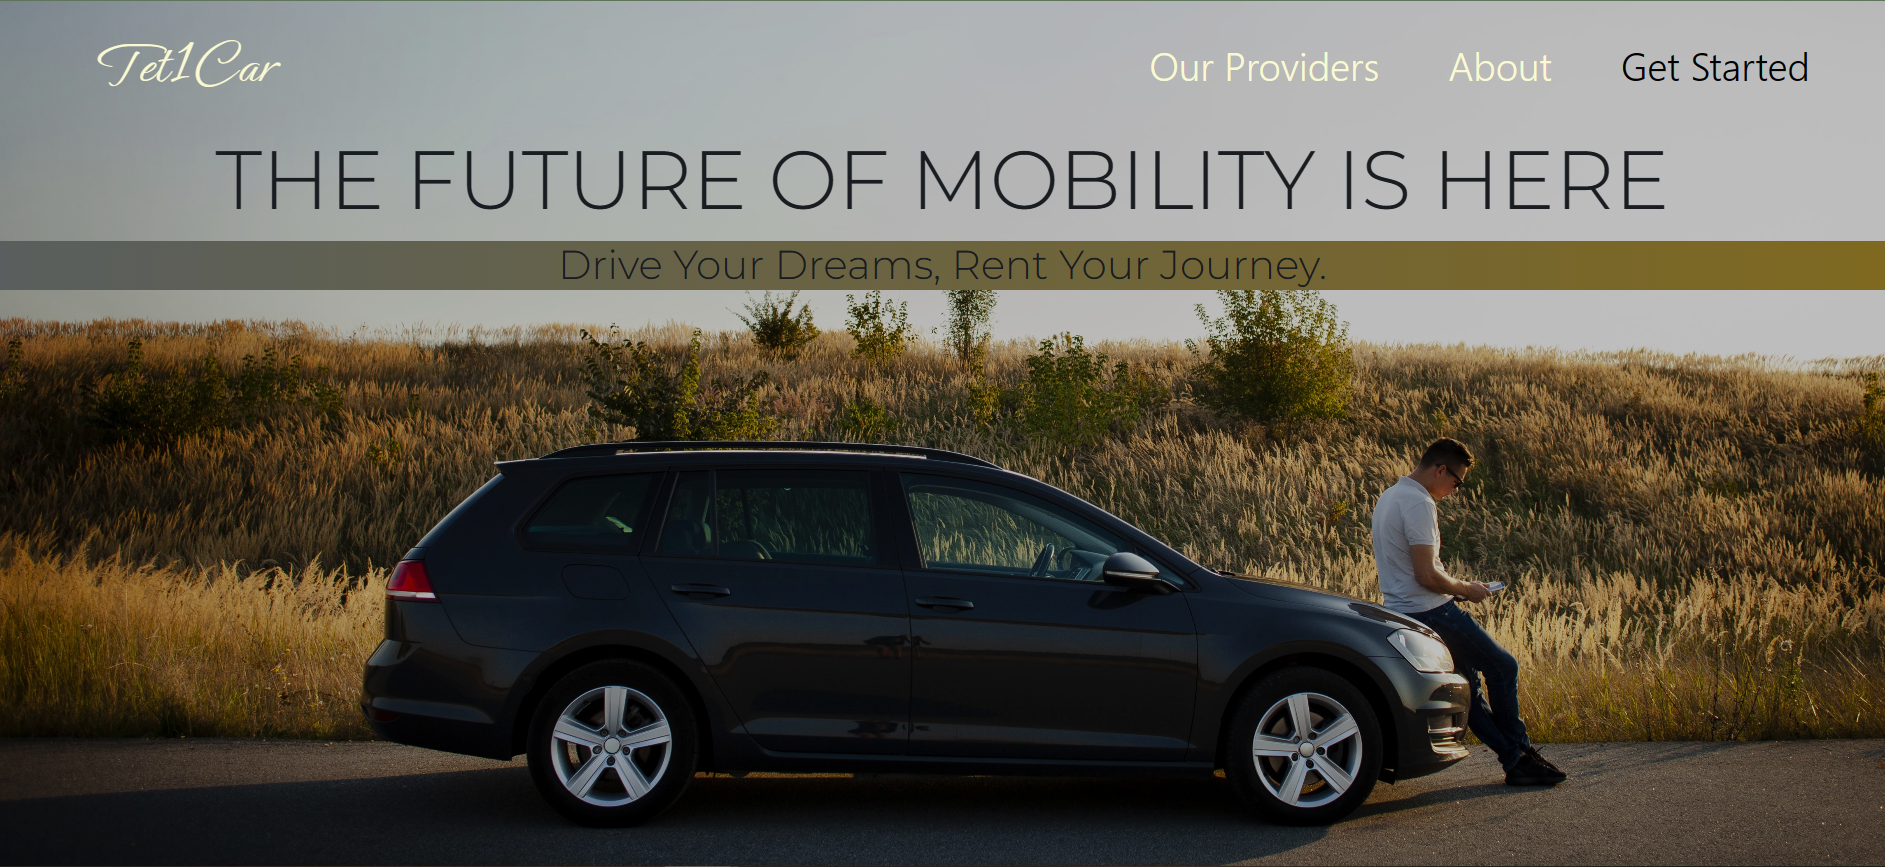 Tet1Car
Our Providers About Get Started
THE FUTURE OF MOBILITY IS HERE
Drive Your Dreams, Rent Your Journey.